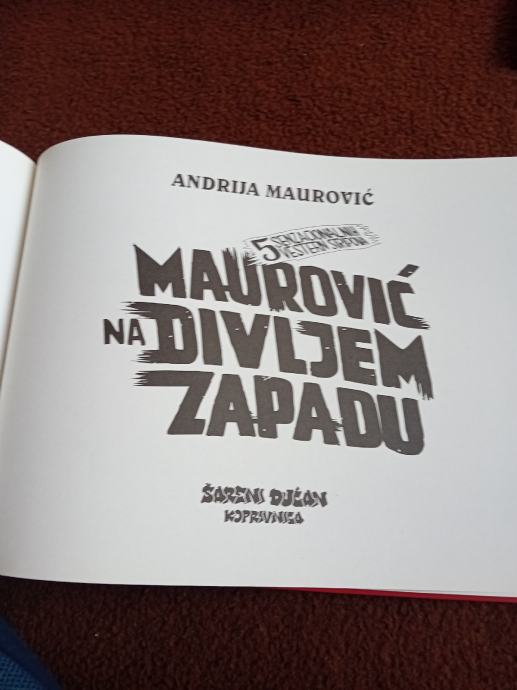 ANDRIJA MAUROVIĆ
5 SENZACIONALNIH
VESTERN STRIPOVA
MAUROVIĆ
NA DIVLJEM
ZAPADU
ŠARENI DUĆAN
KOPRIVNICA